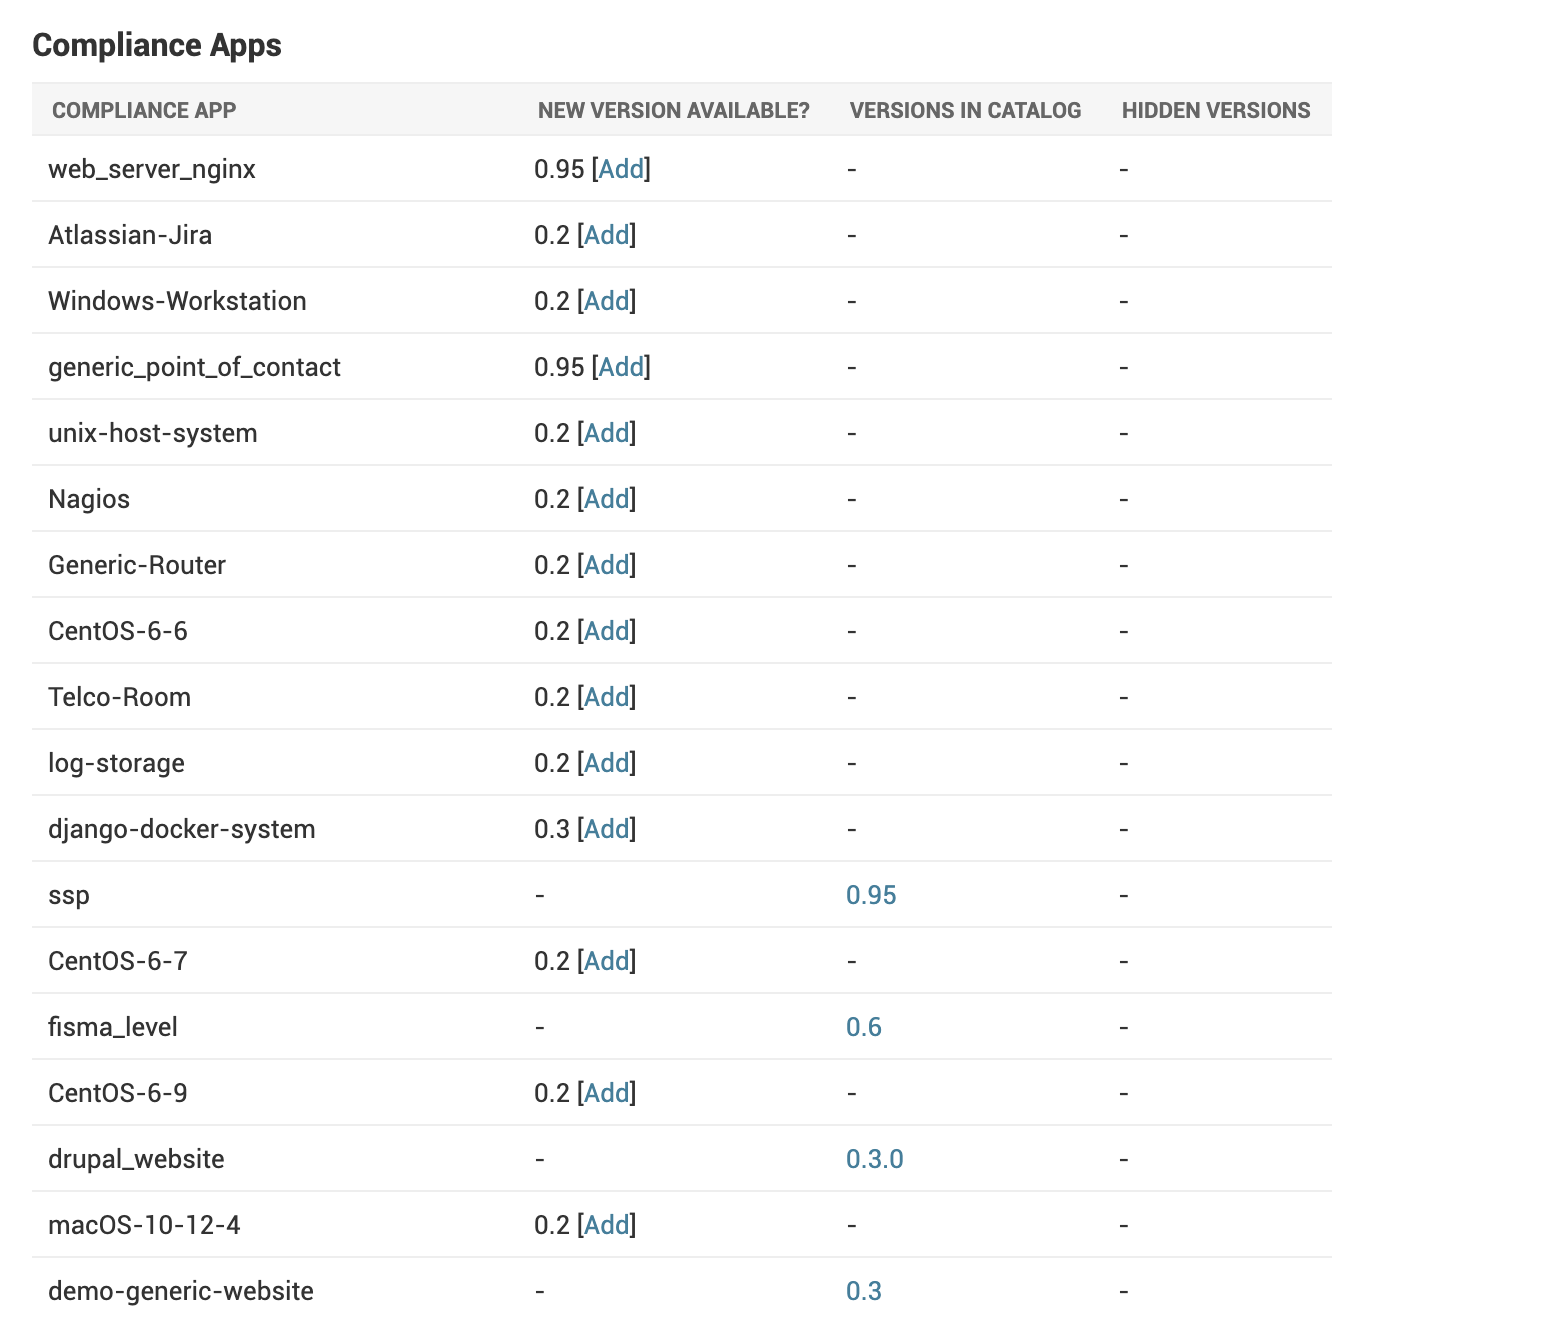 Compliance Apps
COMPLIANCE APP NEW VERSION AVAILABLE? VERSIONS IN CATALOG HIDDEN VERSIONS
web_server_nginx 0.95 [Add] - -
Atlassian-Jira 0.2 [Add] - -
Windows-Workstation 0.2 [Add] - -
generic_point_of_contact 0.95 [Add] - -
unix-host-system 0.2 [Add] - -
Nagios 0.2 [Add] - -
Generic-Router 0.2 [Add] - -
CentOS-6-6 0.2 [Add] - -
Telco-Room 0.2 [Add] - -
log-storage 0.2 [Add] - -
django-docker-system 0.3 [Add] - -
ssp - 0.95 -
CentOS-6-7 0.2 [Add] - -
fisma_level - 0.6 -
CentOS-6-9 0.2 [Add] - -
drupal_website - 0.3.0 -
macOS-10-12-4 0.2 [Add] - -
demo-generic-website - 0.3 -